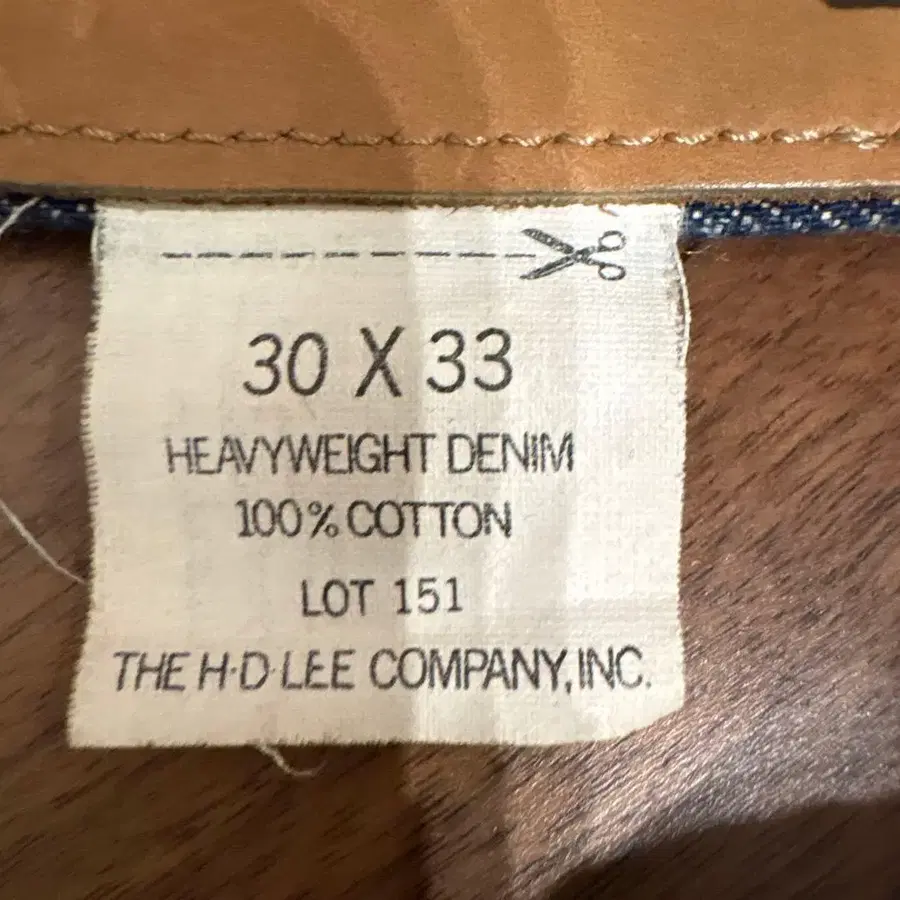 30 X 33
HEAVYWEIGHT DENIM
100% COTTON
LOT 151
THE H·D·LEE COMPANY, INC.